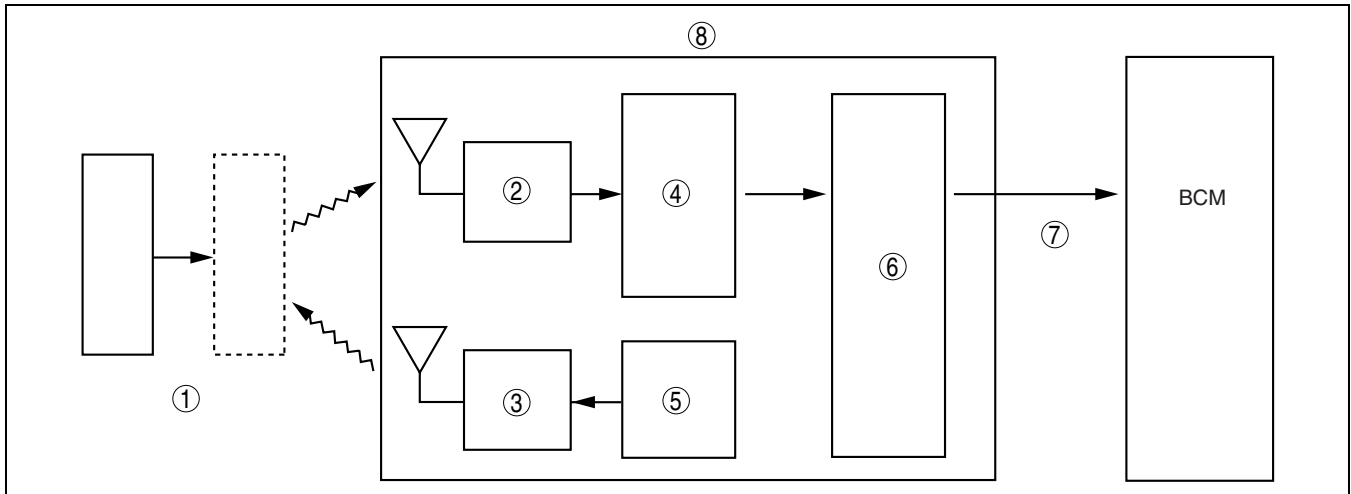 ⑧
② ④ BCM
⑦
⑥
① ③ ⑤